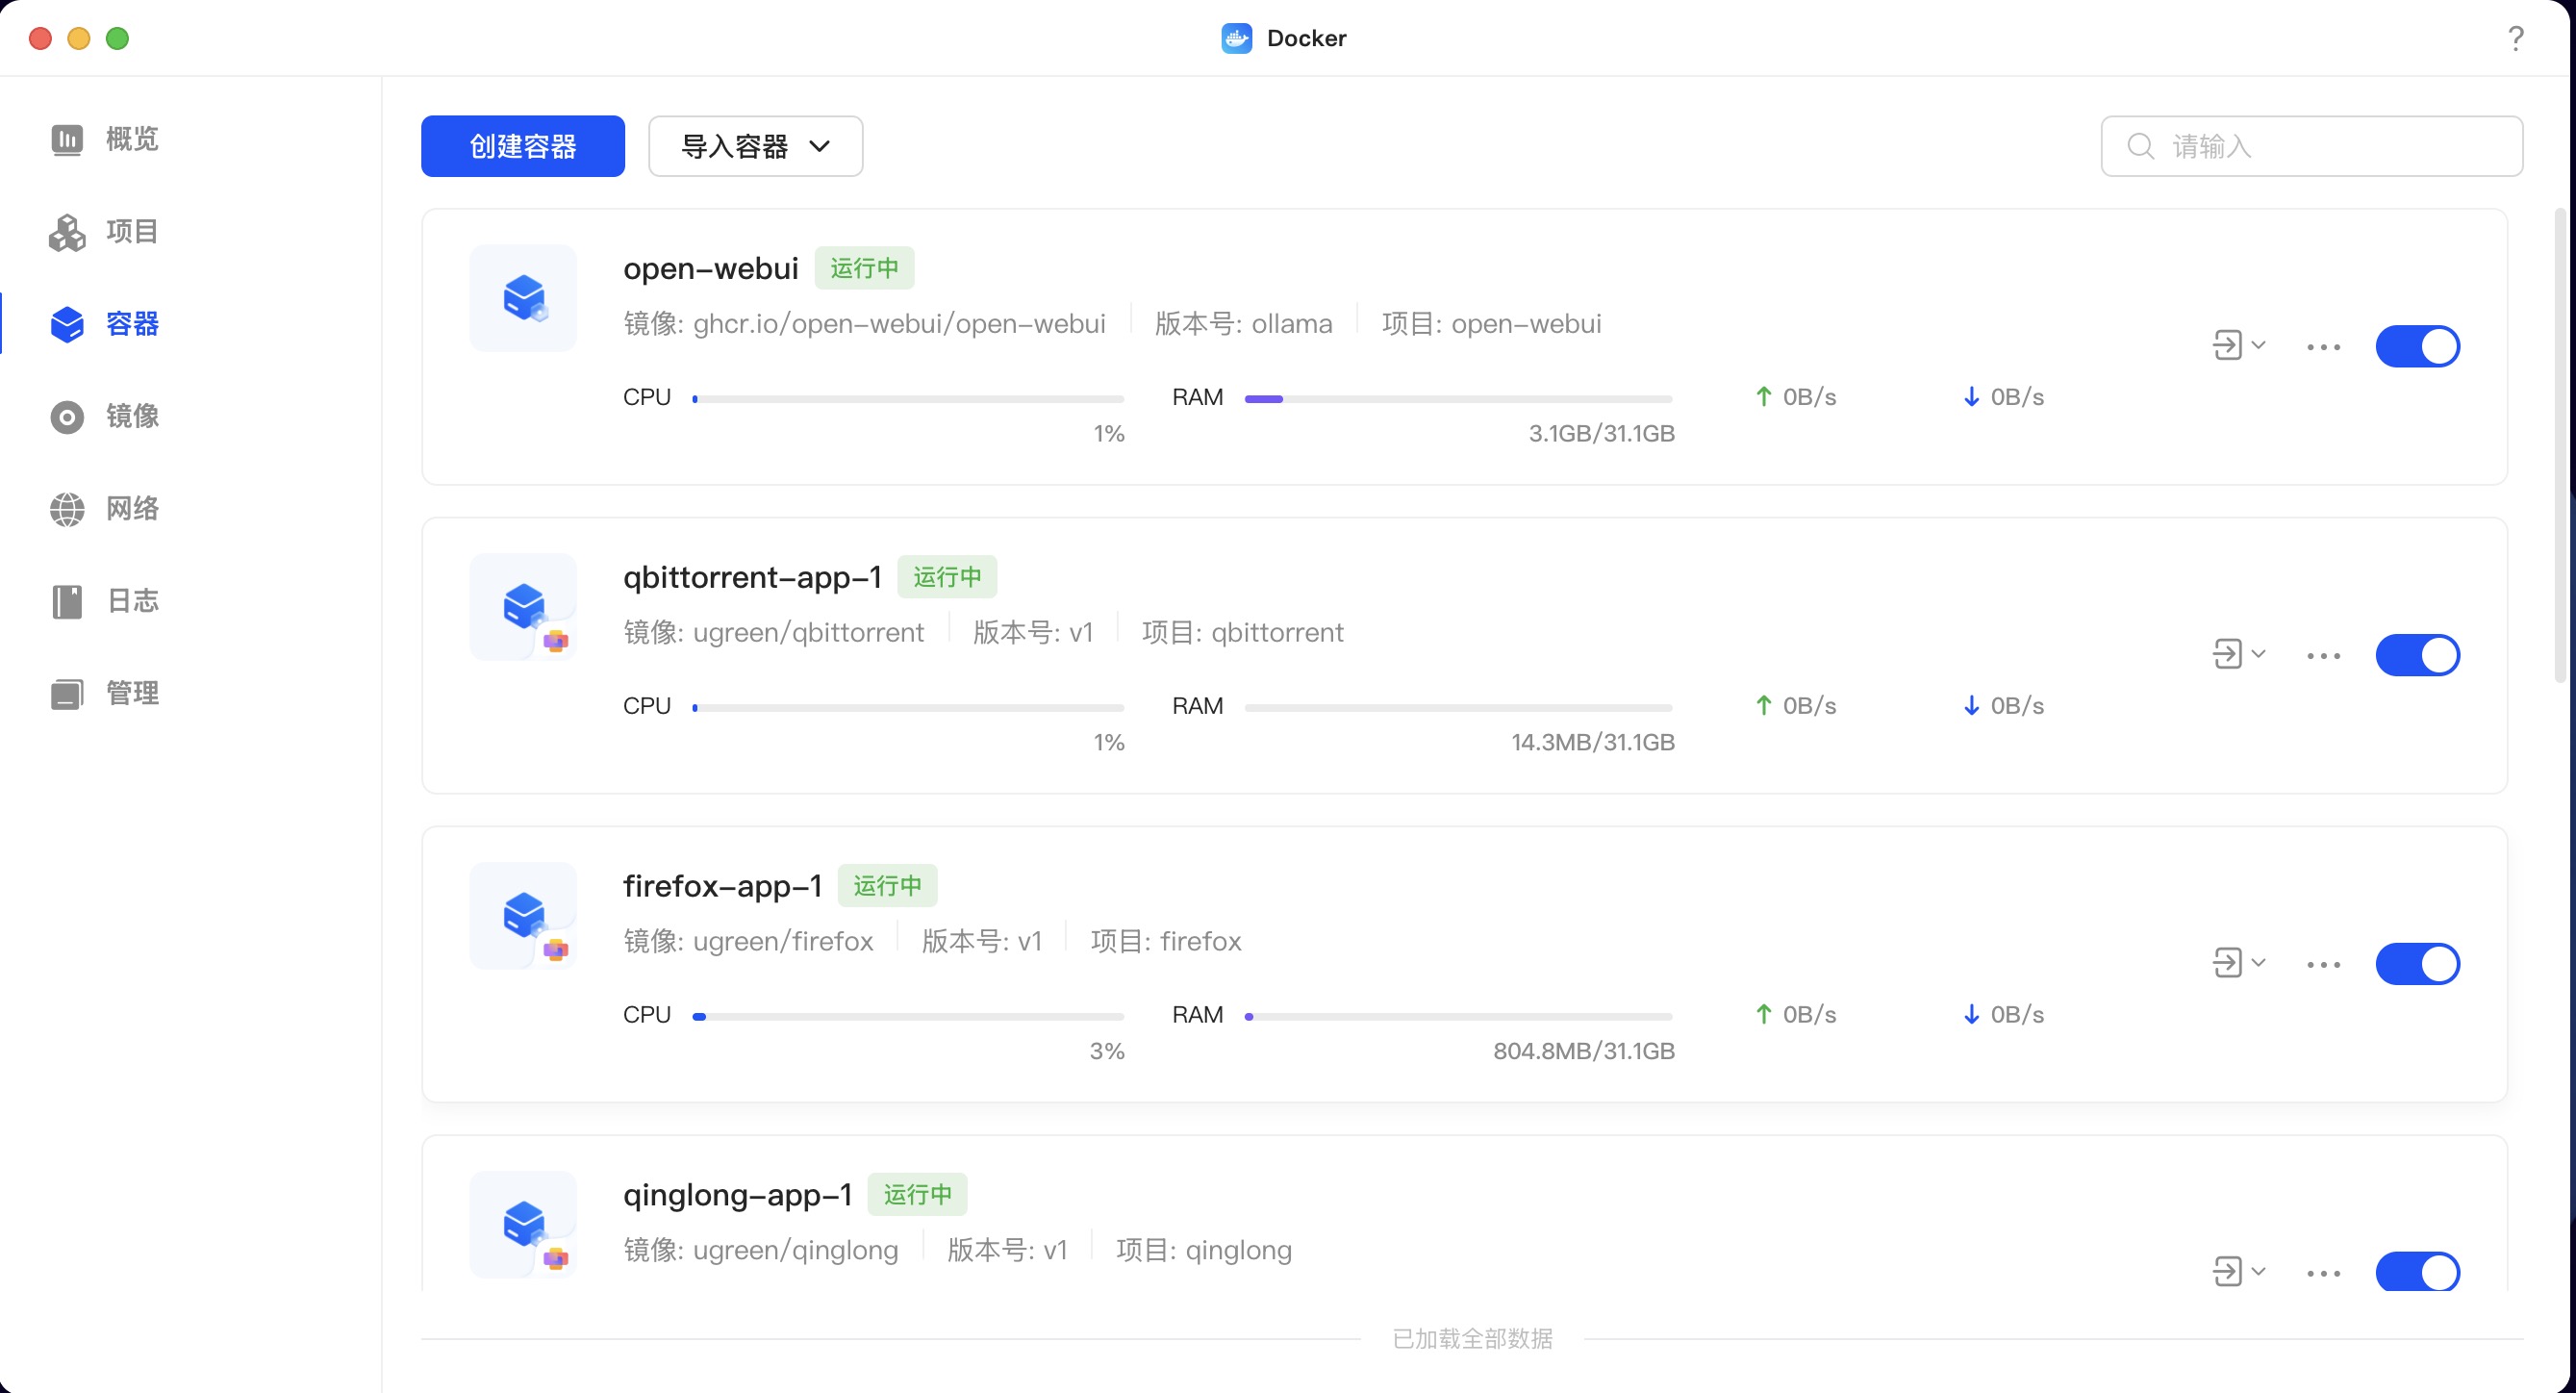 Docker
?
概览
项目
容器
镜像
网络
日志
管理
创建容器 导入容器
请输入
open-webui 运行中
镜像: ghcr.io/open-webui/open-webui 版本号: ollama 项目: open-webui
CPU RAM 0B/s 0B/s
1% 3.1GB/31.1GB
qbittorrent-app-1 运行中
镜像: ugreen/qbittorrent 版本号: v1 项目: qbittorrent
CPU RAM 0B/s 0B/s
1% 14.3MB/31.1GB
firefox-app-1 运行中
镜像: ugreen/firefox 版本号: v1 项目: firefox
CPU RAM 0B/s 0B/s
3% 804.8MB/31.1GB
qinglong-app-1 运行中
镜像: ugreen/qinglong 版本号: v1 项目: qinglong
已加载全部数据